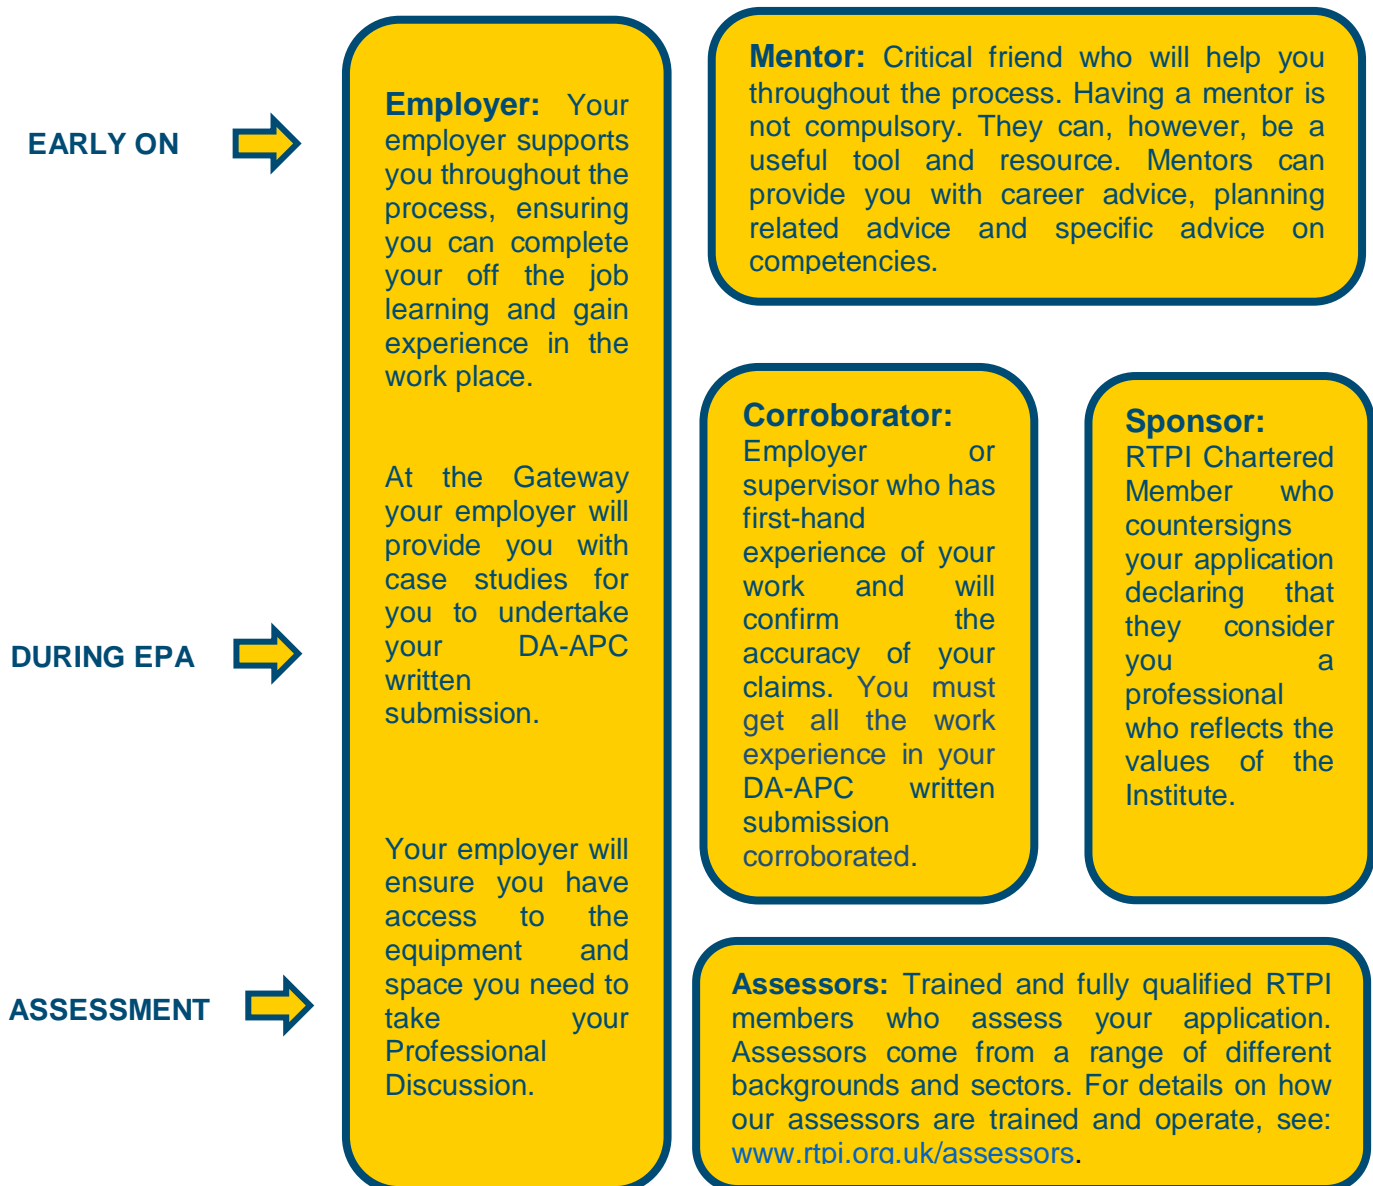 EARLY ON
Employer: Your
employer supports
you throughout the
process, ensuring
you can complete
your off the job
learning and gain
experience in the
work place.
At the Gateway
your employer will
provide you with
case studies for
you to undertake
your DA-APC
written
submission.
Your employer will
ensure you have
access to the
equipment and
space you need to
take your
Professional
Discussion.
Mentor: Critical friend who will help you
throughout the process. Having a mentor is
not compulsory. They can, however, be a
useful tool and resource. Mentors can
provide you with career advice, planning
related advice and specific advice on
competencies.
DURING EPA
Corroborator:
Employer or
supervisor who has
first-hand
experience of your
work and will
confirm the
accuracy of your
claims. You must
get all the work
experience in your
DA-APC written
submission
corroborated.
Sponsor:
RTPI Chartered
Member who
countersigns
your application
declaring that
they consider
you a
professional
who reflects the
values of the
Institute.
ASSESSMENT
Assessors: Trained and fully qualified RTPI
members who assess your application.
Assessors come from a range of different
backgrounds and sectors. For details on how
our assessors are trained and operate, see:
www.rtpi.org.uk/assessors.